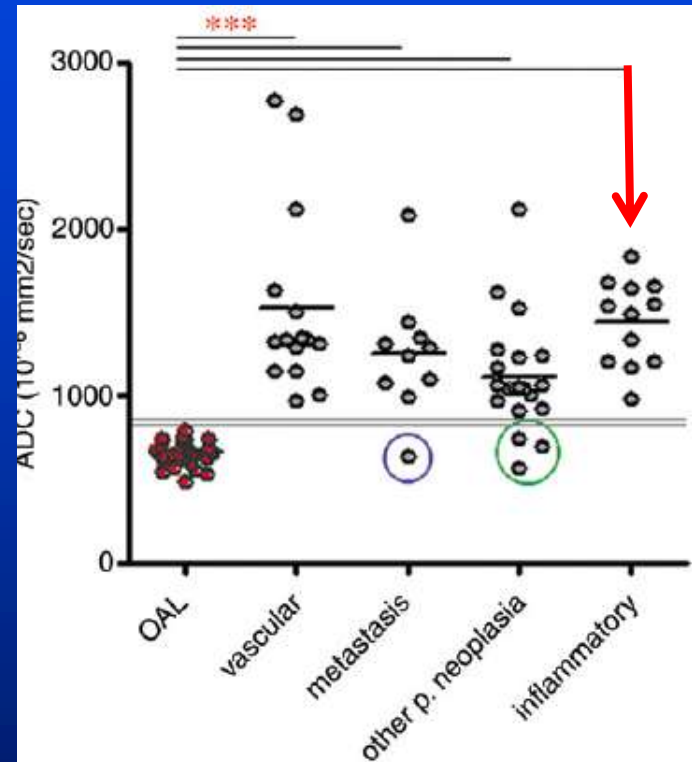 ***
3000
2000
1000
0
ADC (10⁻⁶ mm2/sec)
OAL
vascular
metastasis
other p. neoplasia
inflammatory